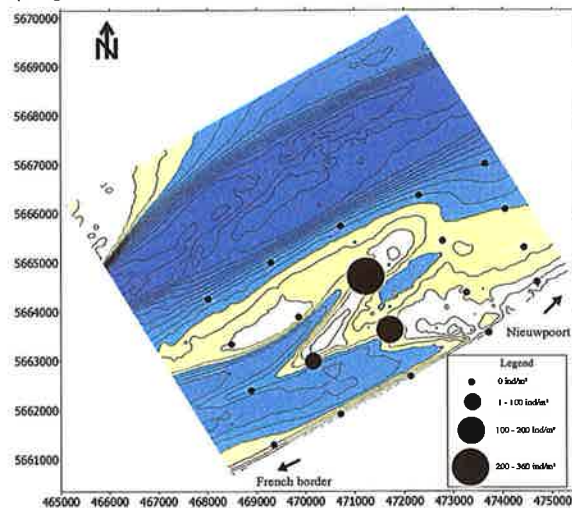 5670000
5669000
5668000
5667000
5666000
5665000
5664000
5663000
5662000
5661000
N
10
Nieuwpoort
Legend
0 ind/m²
1 - 100 ind/m²
100 - 200 ind/m²
200 - 360 ind/m²
French border
465000 466000 467000 468000 469000 470000 471000 472000 473000 474000 475000